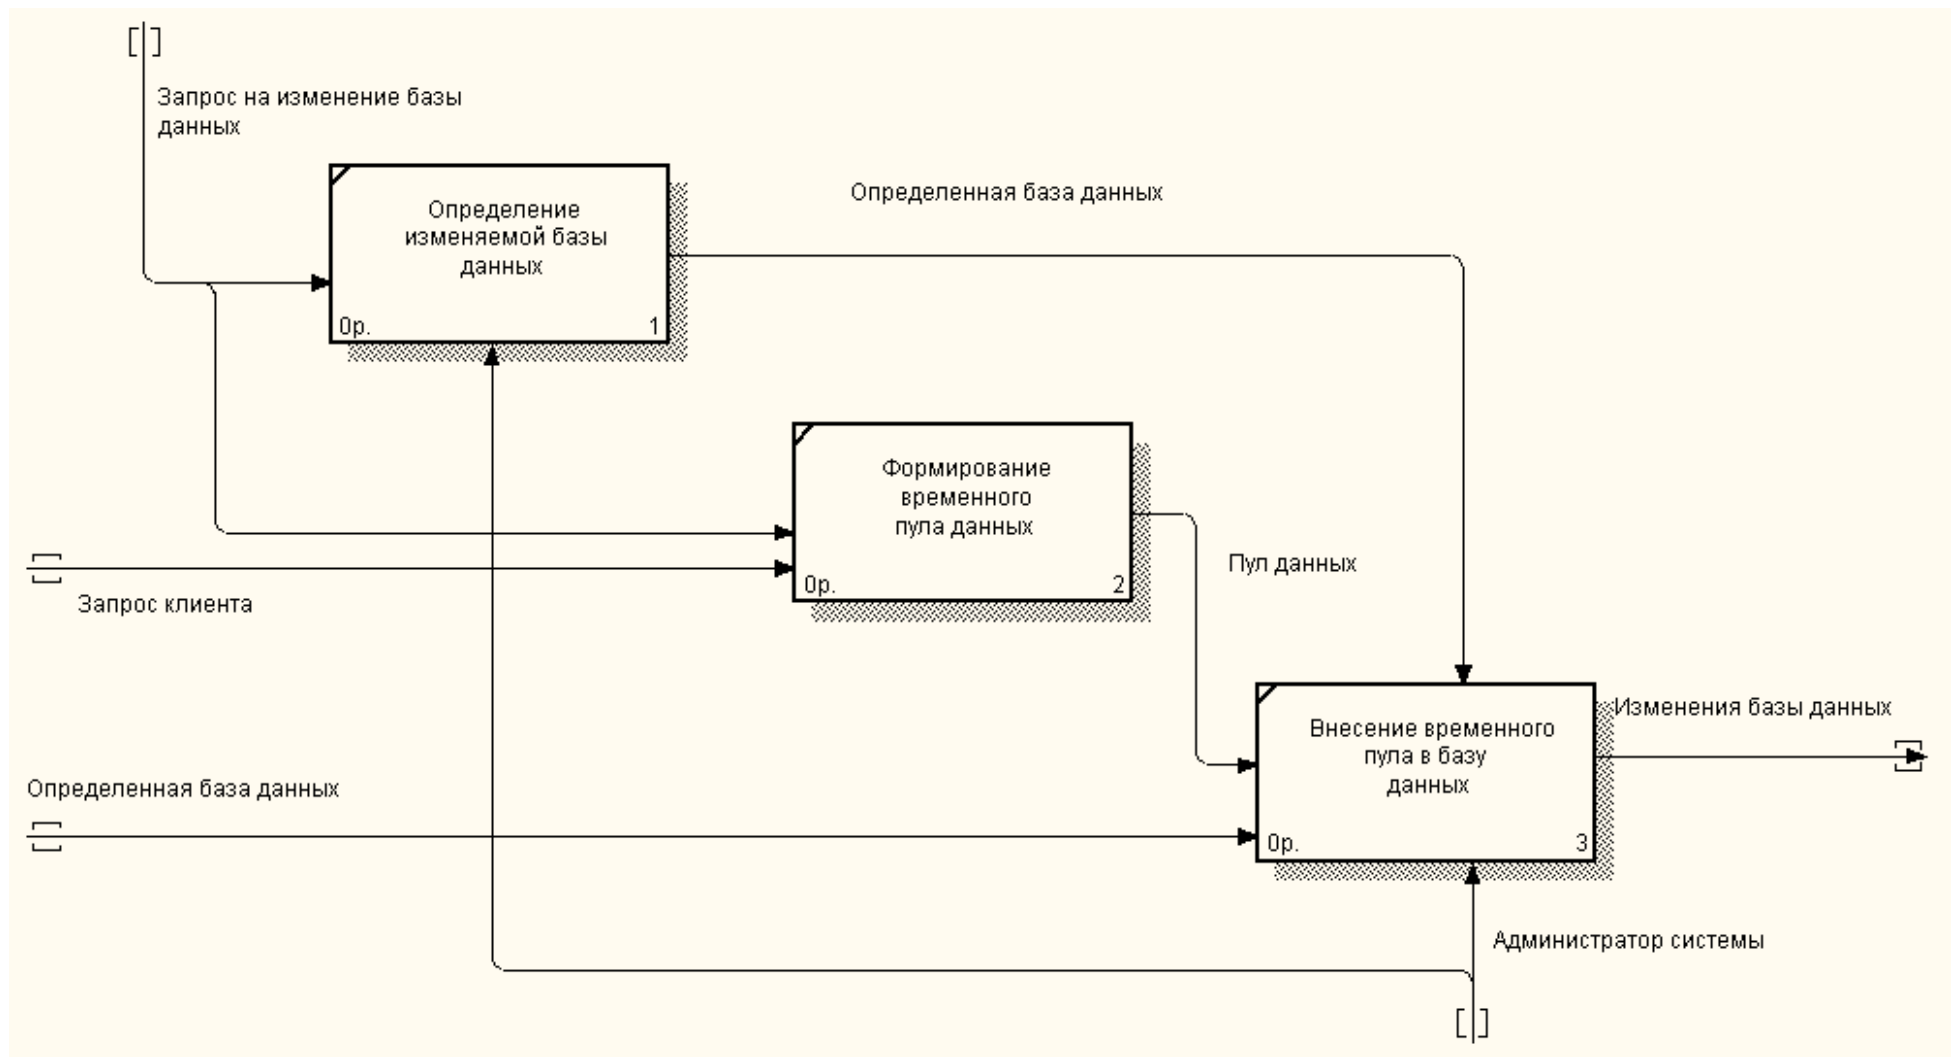 Запрос на изменение базы
данных
Определенная база данных
Определение
изменяемой базы
данных
0р.
1
Формирование
временного
пула данных
0р.
2
Пул данных
Запрос клиента
Изменения базы данных
Внесение временного
пула в базу
данных
0р.
3
Определенная база данных
Администратор системы